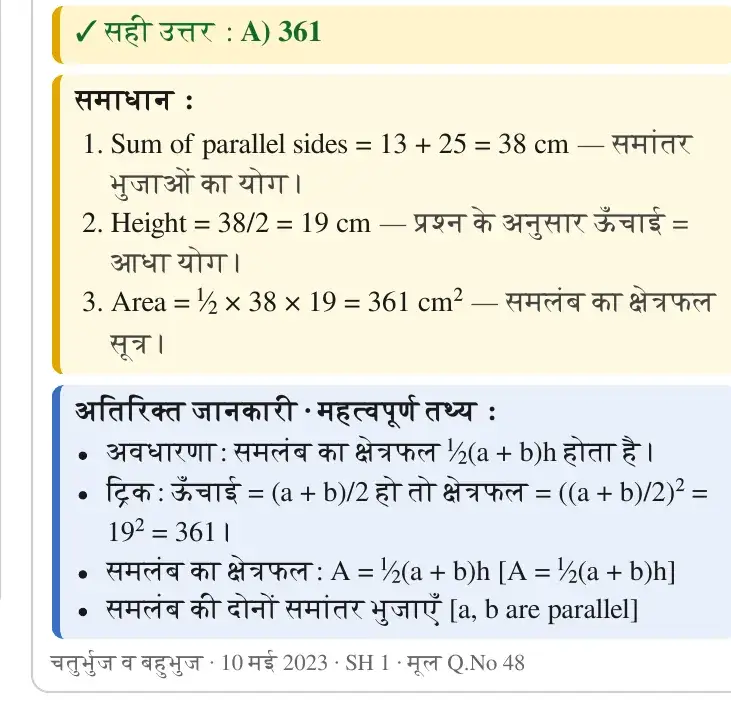 ✓ सही उत्तर : A) 361
समाधान :
1. Sum of parallel sides = 13 + 25 = 38 cm — समांतर
भुजाओं का योग।
2. Height = 38/2 = 19 cm — प्रश्न के अनुसार ऊँचाई =
आधा योग।
3. Area = ½ × 38 × 19 = 361 cm² — समलंब का क्षेत्रफल
सूत्र।
अतिरिक्त जानकारी · महत्वपूर्ण तथ्य :
• अवधारणा : समलंब का क्षेत्रफल ½(a + b)h होता है।
• ट्रिक : ऊँचाई = (a + b)/2 हो तो क्षेत्रफल = ((a + b)/2)² =
19² = 361।
• समलंब का क्षेत्रफल : A = ½(a + b)h [A = ½(a + b)h]
• समलंब की दोनों समांतर भुजाएँ [a, b are parallel]
चतुर्भुज व बहुभुज · 10 मई 2023 · SH 1 · मूल Q.No 48